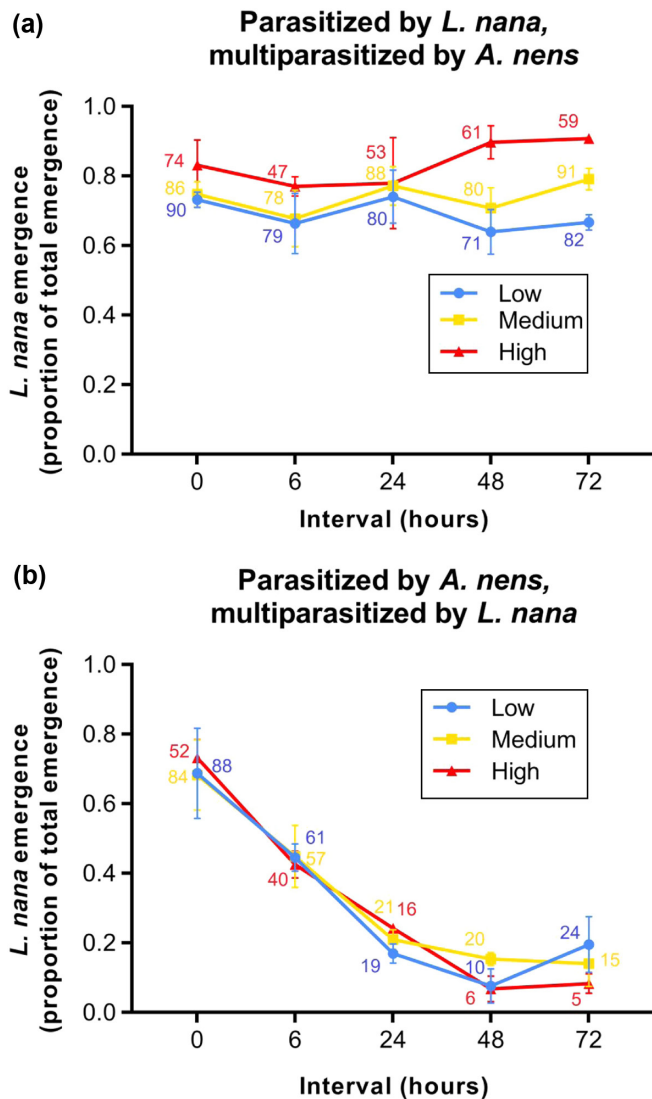 (a)
Parasitized by L. nana,
multiparasitized by A. nens
L. nana emergence
(proportion of total emergence)
1.0
0.8
0.6
0.4
0.2
0.0
74
86
90
47
78
79
53
88
80
61
80
71
59
91
82
Low
Medium
High
0 6 24 48 72
Interval (hours)
(b)
Parasitized by A. nens,
multiparasitized by L. nana
L. nana emergence
(proportion of total emergence)
1.0
0.8
0.6
0.4
0.2
0.0
52
84
88
61
57
40
21
16
19
20
10
6
24
15
5
Low
Medium
High
0 6 24 48 72
Interval (hours)